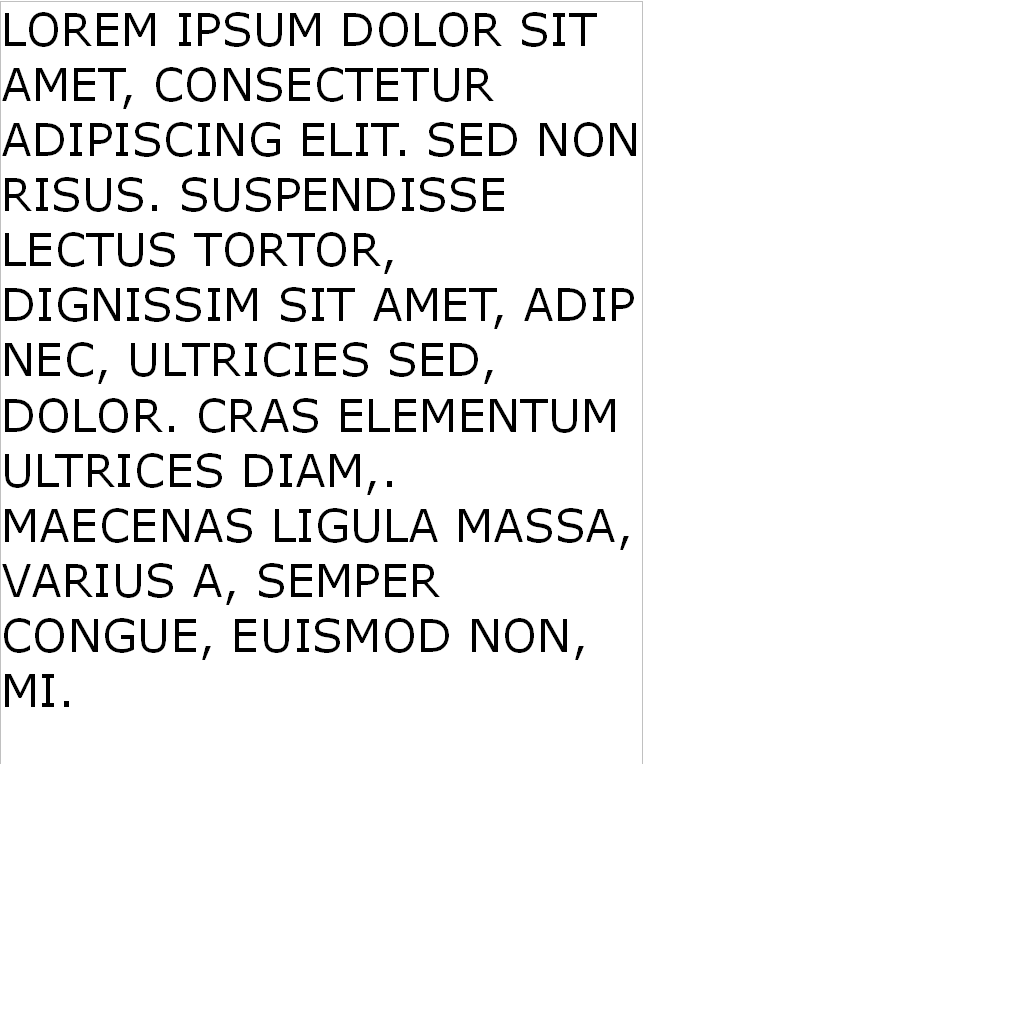 LOREM IPSUM DOLOR SIT
AMET, CONSECTETUR
ADIPISCING ELIT. SED NON
RISUS. SUSPENDISSE
LECTUS TORTOR,
DIGNISSIM SIT AMET, ADIP
NEC, ULTRICIES SED,
DOLOR. CRAS ELEMENTUM
ULTRICES DIAM,.
MAECENAS LIGULA MASSA,
VARIUS A, SEMPER
CONGUE, EUISMOD NON,
MI.